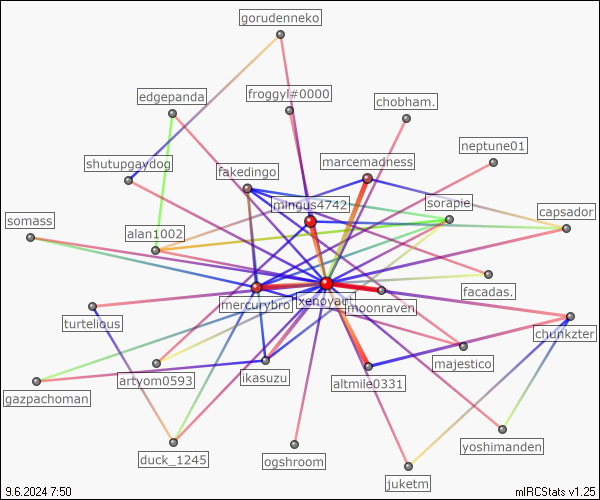 gorudenneko
edgepanda
froggyl#0000
chobham.
neptune01
shutupgaydog
fakedingo
marcemadness
mingus4742
sorapie
capsador
somass
alan1002
mercurybro
xenoyact
moonraven
facadas.
turtelious
chunkzter
artyom0593
ikasuzu
altmile0331
majestico
gazpachoman
duck_1245
ogshroom
yoshimanden
juketm
9.6.2024 7:50
mIRCStats v1.25